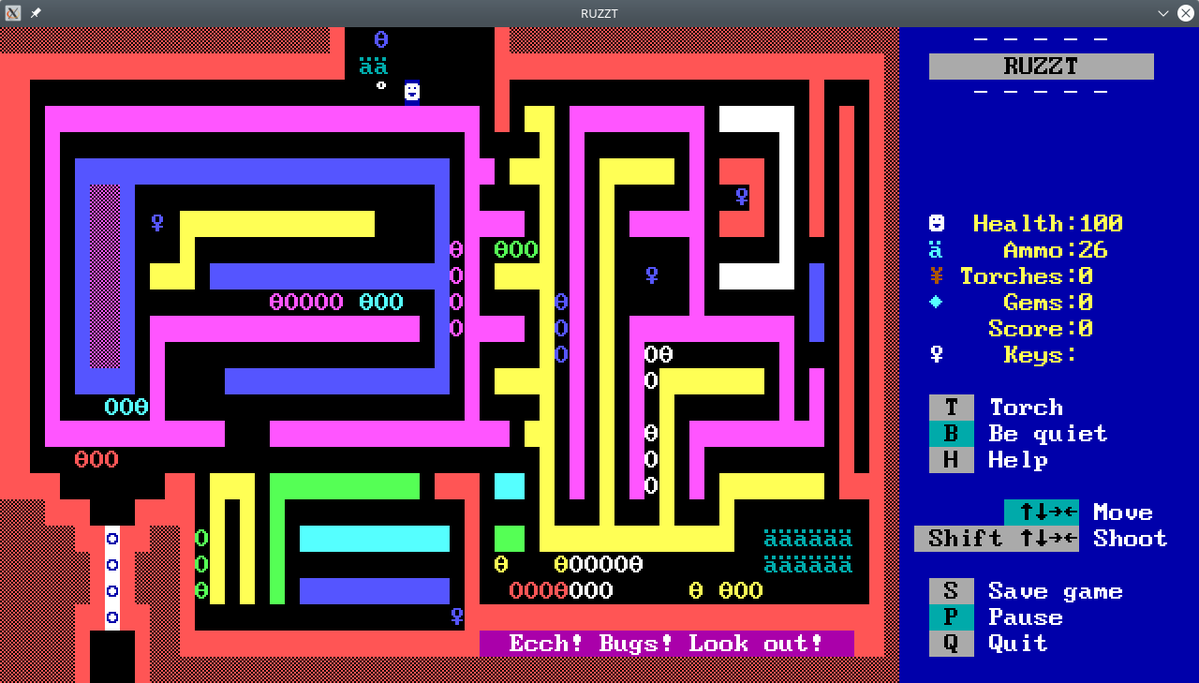 RUZZT
- - - - -
RUZZT
- - - - -
Health:100
Ammo:26
Torches:0
Gems:0
Score:0
Keys:
T Torch
B Be quiet
H Help
↑↓→← Move
Shift ↑↓→← Shoot
S Save game
P Pause
Q Quit
Ecch! Bugs! Look out!